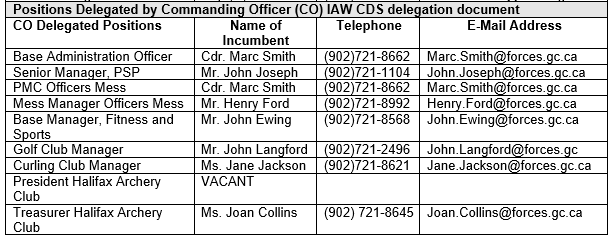 Positions Delegated by Commanding Officer (CO) IAW CDS delegation document
CO Delegated Positions Name of Incumbent Telephone E-Mail Address
Base Administration Officer Cdr. Marc Smith (902)721-8662 Marc.Smith@forces.gc.ca
Senior Manager, PSP Mr. John Joseph (902)721-1104 John.Joseph@forces.gc.ca
PMC Officers Mess Cdr. Marc Smith (902)721-8662 Marc.Smith@forces.gc.ca
Mess Manager Officers Mess Mr. Henry Ford (902)721-8992 Henry.Ford@forces.gc.ca
Base Manager, Fitness and Sports Mr. John Ewing (902)721-8568 John.Ewing@forces.gc.ca
Golf Club Manager Mr. John Langford (902)721-2496 John.Langford@forces.gc
Curling Club Manager Ms. Jane Jackson (902)721-8621 Jane.Jackson@forces.gc.ca
President Halifax Archery Club VACANT
Treasurer Halifax Archery Club Ms. Joan Collins (902) 721-8645 Joan.Collins@forces.gc.ca